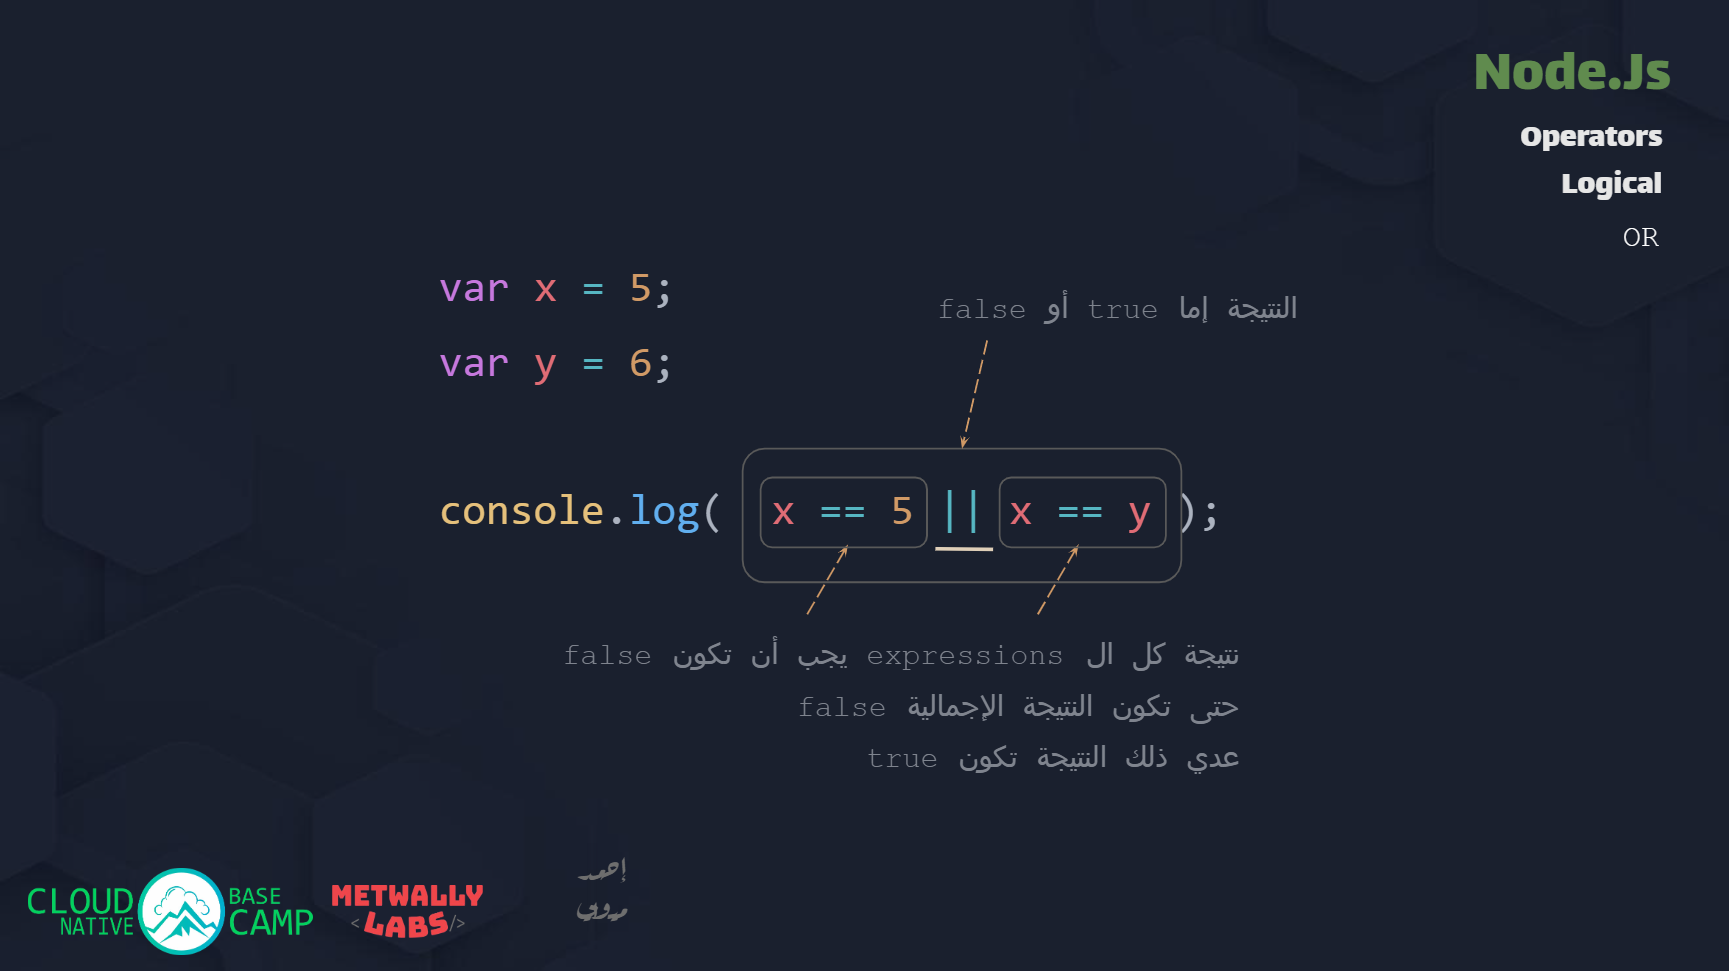 Node.Js
Operators
Logical
OR
var x = 5;
var y = 6;
النتيجة إما true أو false
console.log( x == 5 || x == y );
نتيجة كل ال expressions يجب أن تكون false
حتى تكون النتيجة الإجمالية false
عدي ذلك النتيجة تكون true
CLOUD NATIVE BASE CAMP
METWALLY
<LABS/>